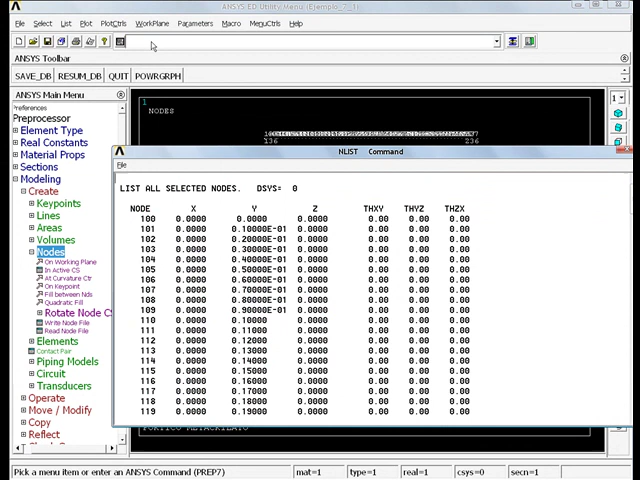 ANSYS ED Utility Menu (Ejemplo_7_1)
File Select List Plot PlotCtrls WorkPlane Parameters Macro MenuCtrls Help
ANSYS Toolbar
SAVE_DB RESUM_DB QUIT POWRGRPH
ANSYS Main Menu
Preferences
Preprocessor
Element Type
Real Constants
Material Props
Sections
Modeling
Create
Keypoints
Lines
Areas
Volumes
Nodes
On Working Plane
In Active CS
At Curvature Ctr
On Keypoint
Fill between Nds
Quadratic Fill
Rotate Node CS
Write Node File
Read Node File
Elements
Contact Pair
Piping Models
Circuit
Transducers
Operate
Move / Modify
Copy
Reflect
1
NODES
136 236
1
NLIST Command
File
LIST ALL SELECTED NODES. DSYS= 0
NODE X Y Z THXY THYZ THZX
100 0.0000 0.0000 0.0000 0.00 0.00 0.00
101 0.0000 0.10000E-01 0.0000 0.00 0.00 0.00
102 0.0000 0.20000E-01 0.0000 0.00 0.00 0.00
103 0.0000 0.30000E-01 0.0000 0.00 0.00 0.00
104 0.0000 0.40000E-01 0.0000 0.00 0.00 0.00
105 0.0000 0.50000E-01 0.0000 0.00 0.00 0.00
106 0.0000 0.60000E-01 0.0000 0.00 0.00 0.00
107 0.0000 0.70000E-01 0.0000 0.00 0.00 0.00
108 0.0000 0.80000E-01 0.0000 0.00 0.00 0.00
109 0.0000 0.90000E-01 0.0000 0.00 0.00 0.00
110 0.0000 0.10000 0.0000 0.00 0.00 0.00
111 0.0000 0.11000 0.0000 0.00 0.00 0.00
112 0.0000 0.12000 0.0000 0.00 0.00 0.00
113 0.0000 0.13000 0.0000 0.00 0.00 0.00
114 0.0000 0.14000 0.0000 0.00 0.00 0.00
115 0.0000 0.15000 0.0000 0.00 0.00 0.00
116 0.0000 0.16000 0.0000 0.00 0.00 0.00
117 0.0000 0.17000 0.0000 0.00 0.00 0.00
118 0.0000 0.18000 0.0000 0.00 0.00 0.00
119 0.0000 0.19000 0.0000 0.00 0.00 0.00
PORTICO METACRILATO
Pick a menu item or enter an ANSYS Command (PREP7) mat=1 type=1 real=1 csys=0 secn=1